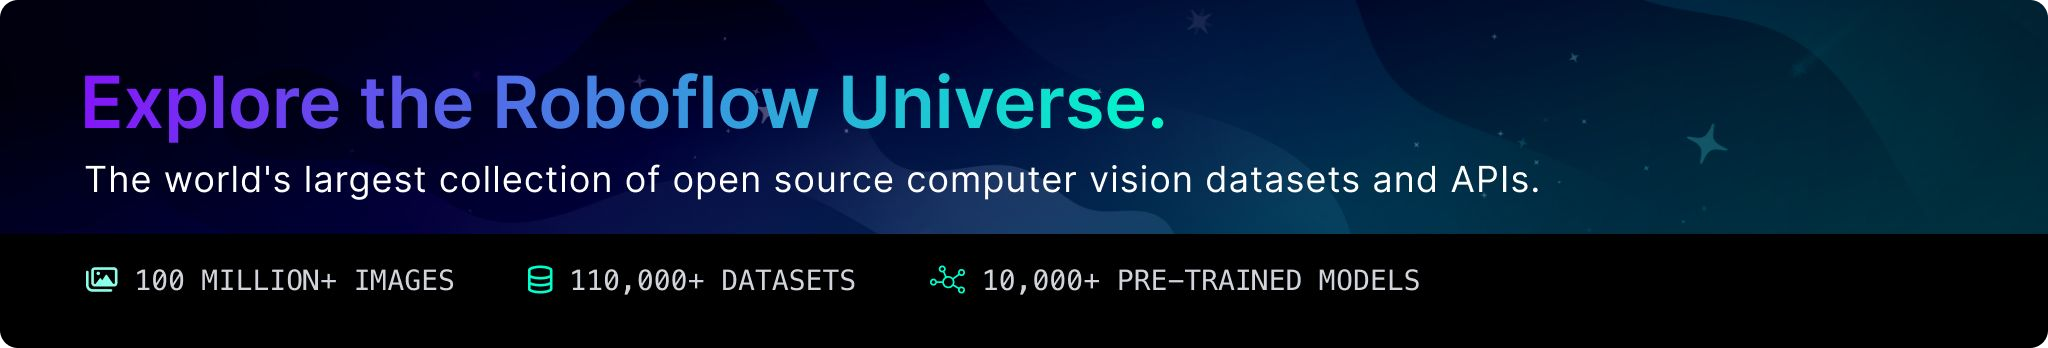 Explore the Roboflow Universe.
The world's largest collection of open source computer vision datasets and APIs.
100 MILLION+ IMAGES 110,000+ DATASETS 10,000+ PRE-TRAINED MODELS